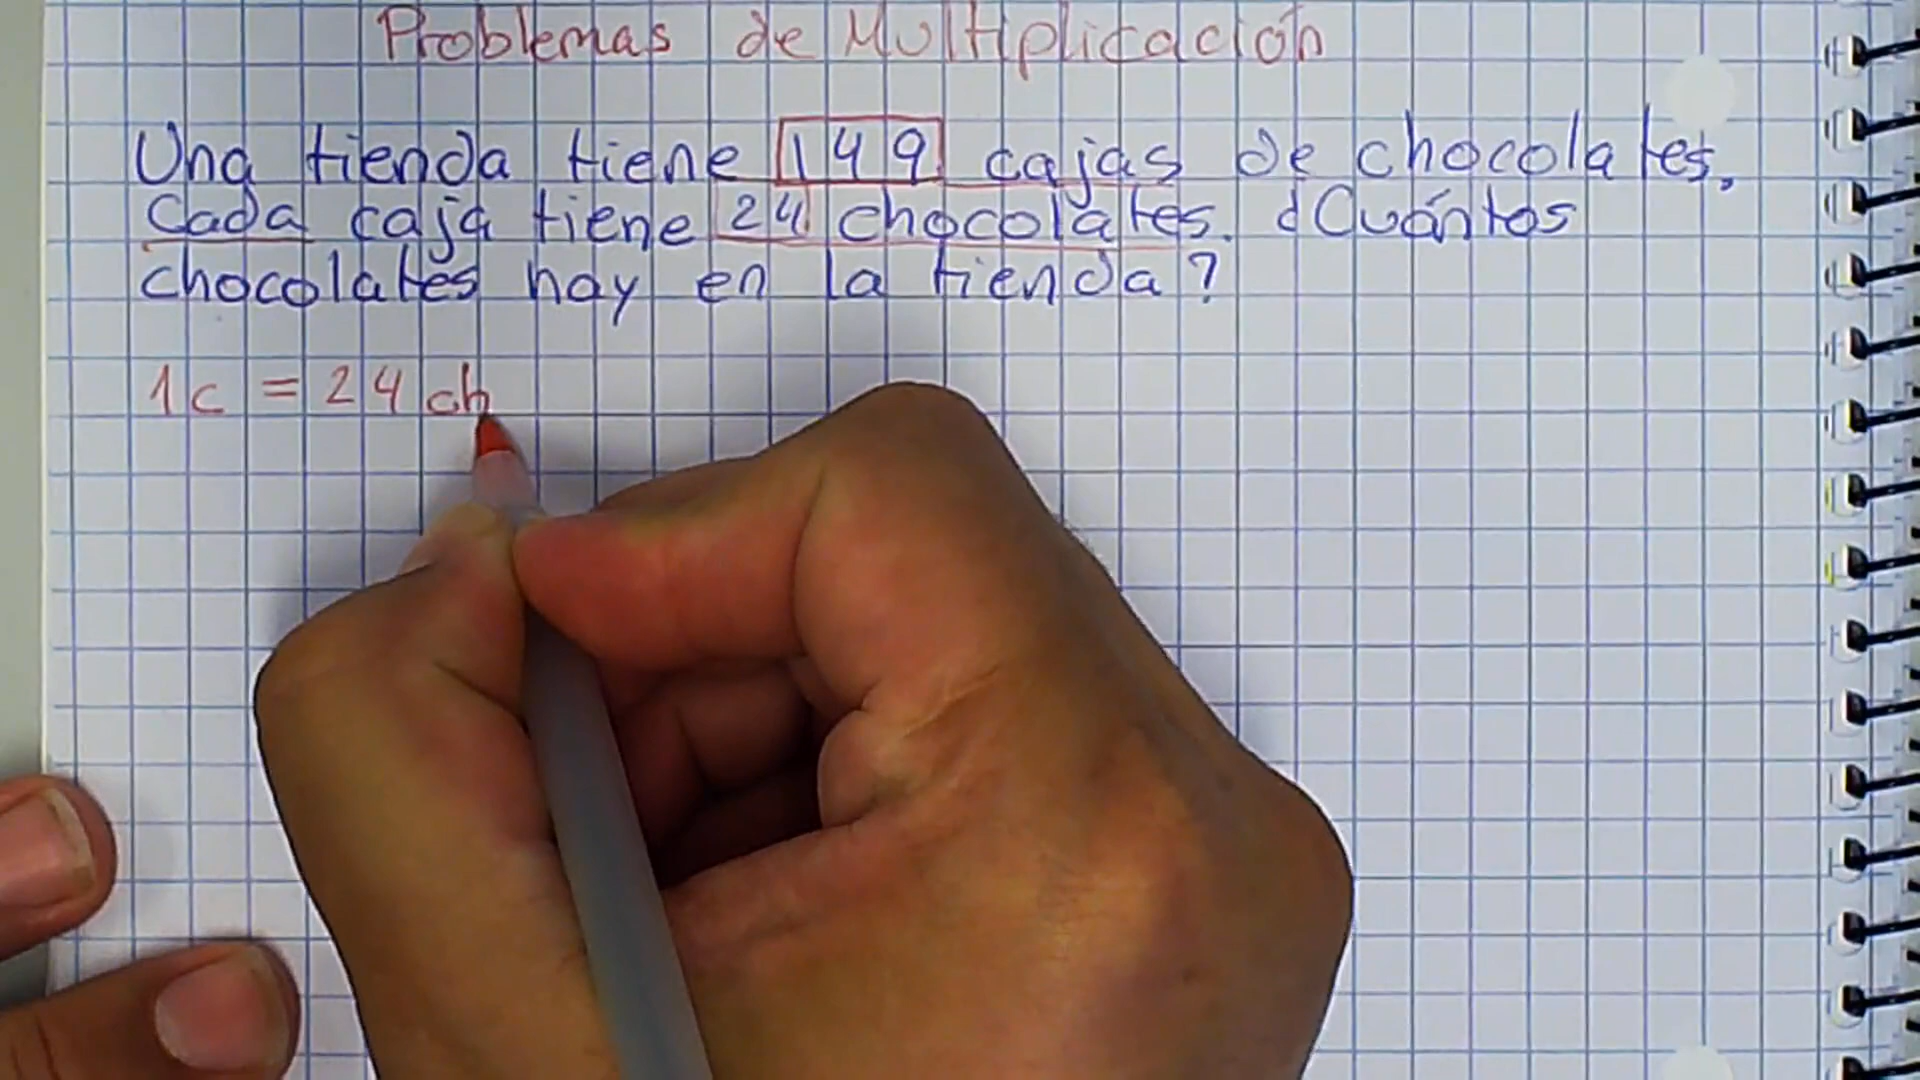 Problemas de Multiplicación
Una tienda tiene 149 cajas de chocolates.
Cada caja tiene 24 chocolates. ¿Cuántos
chocolates hay en la tienda?
1c = 24 ch